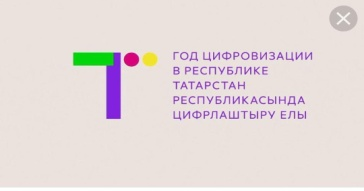 ГОД ЦИФРОВИЗАЦИИ
В РЕСПУБЛИКЕ
ТАТАРСТАН
РЕСПУБЛИКАСЫНДА
ЦИФРЛАШТЫРУ ЕЛЫ